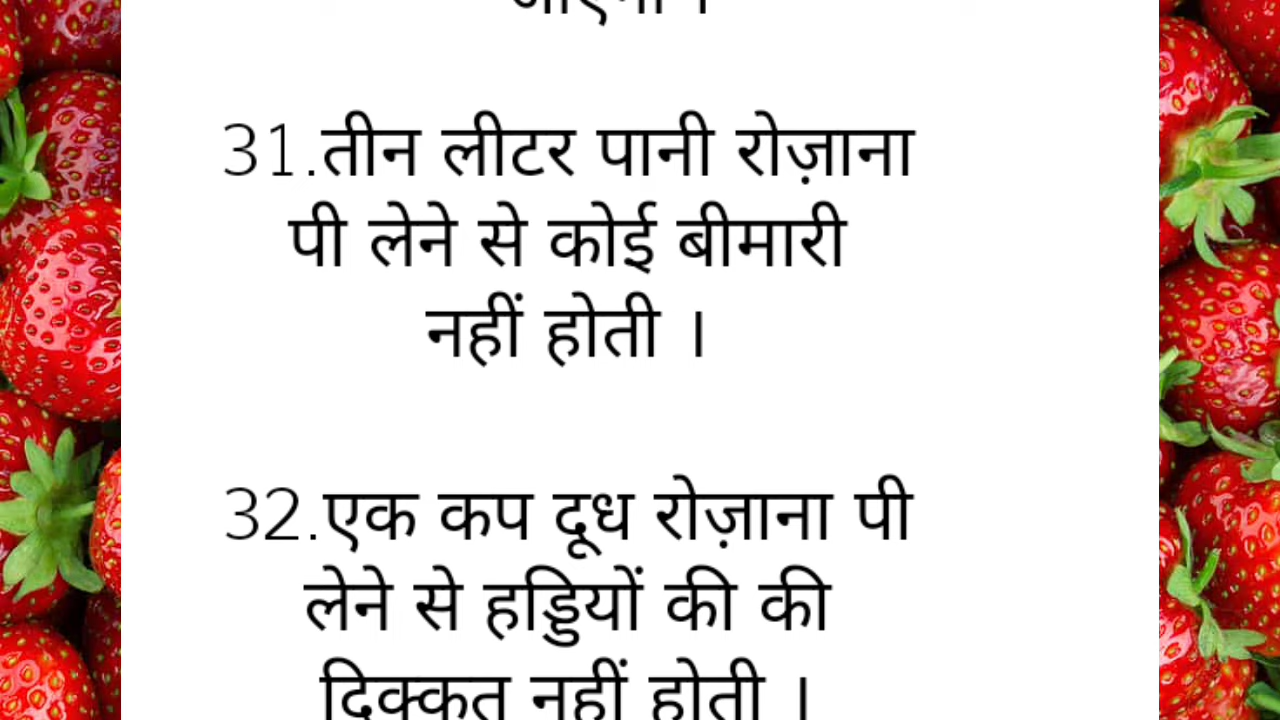 31.तीन लीटर पानी रोज़ाना
पी लेने से कोई बीमारी
नहीं होती ।
32.एक कप दूध रोज़ाना पी
लेने से हड्डियों की की
दिक्कत नहीं होती ।